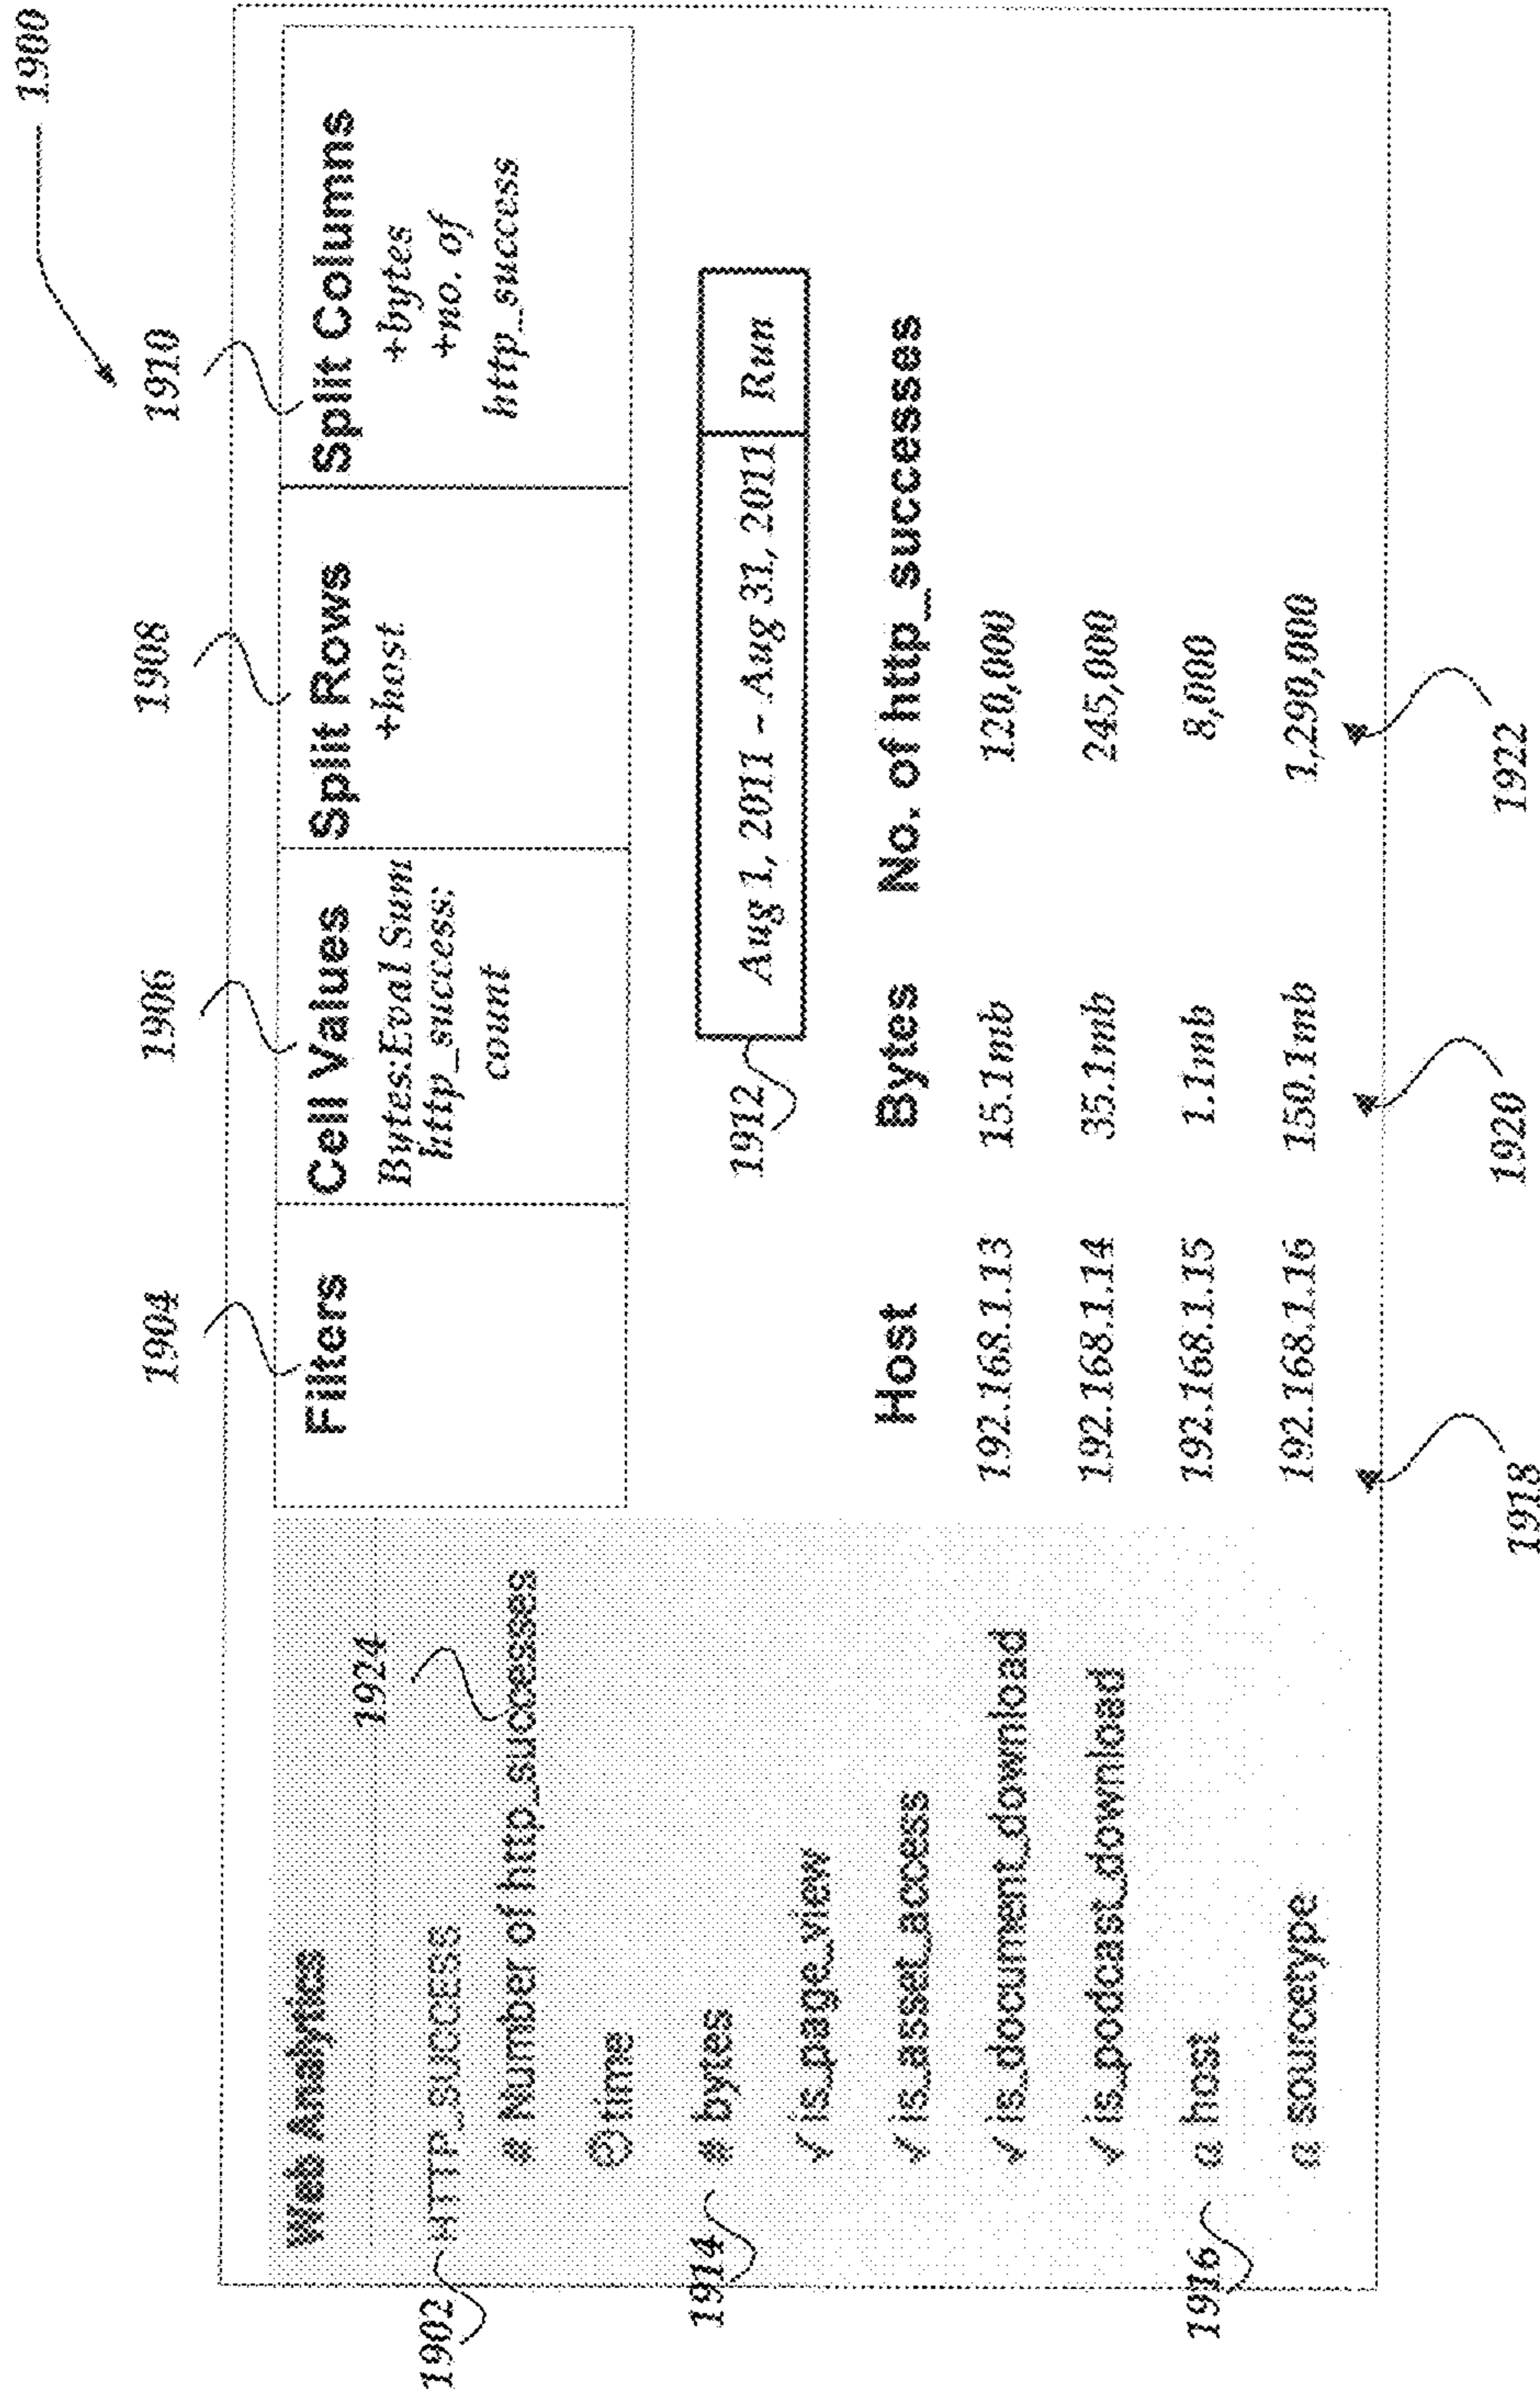 1900
1904
1906
1908
1910
Web Analytics
1924
1902
HTTP_SUCCESS
# Number of http_successes
time
1914
# bytes
√ is_page_view
√ is_asset_access
√ is_document_download
√ is_podcast_download
1916
a host
a sourcetype
Filters
Cell Values
Bytes:Eval Sum
http_success:
count
Split Rows
+host
Split Columns
+bytes
+no. of
http_success
1912
Aug 1, 2011 - Aug 31, 2011 Run
Host Bytes No. of http_successes
192.168.1.13 15.1mb 120,000
192.168.1.14 35.1mb 245,000
192.168.1.15 1.1mb 8,000
192.168.1.16 150.1mb 1,290,000
1918
1920
1922